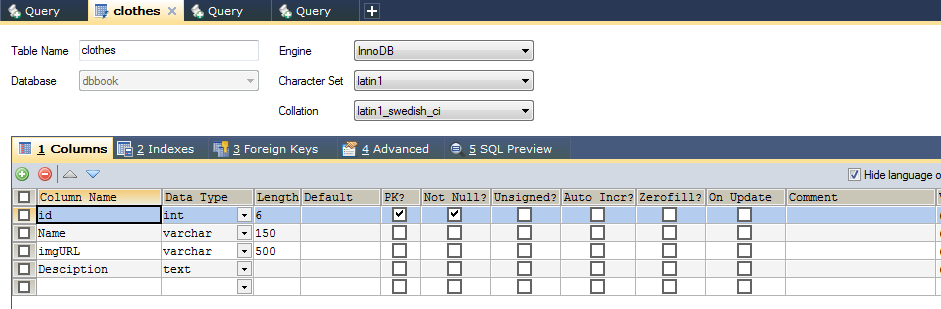 Query clothes Query Query
Table Name clothes Engine InnoDB
Database dbbook Character Set latin1
Collation latin1_swedish_ci
1 Columns 2 Indexes 3 Foreign Keys 4 Advanced 5 SQL Preview
Hide language o
Column Name Data Type Length Default PK? Not Null? Unsigned? Auto Incr? Zerofill? On Update Comment
id int 6
Name varchar 150
imgURL varchar 500
Desciption text